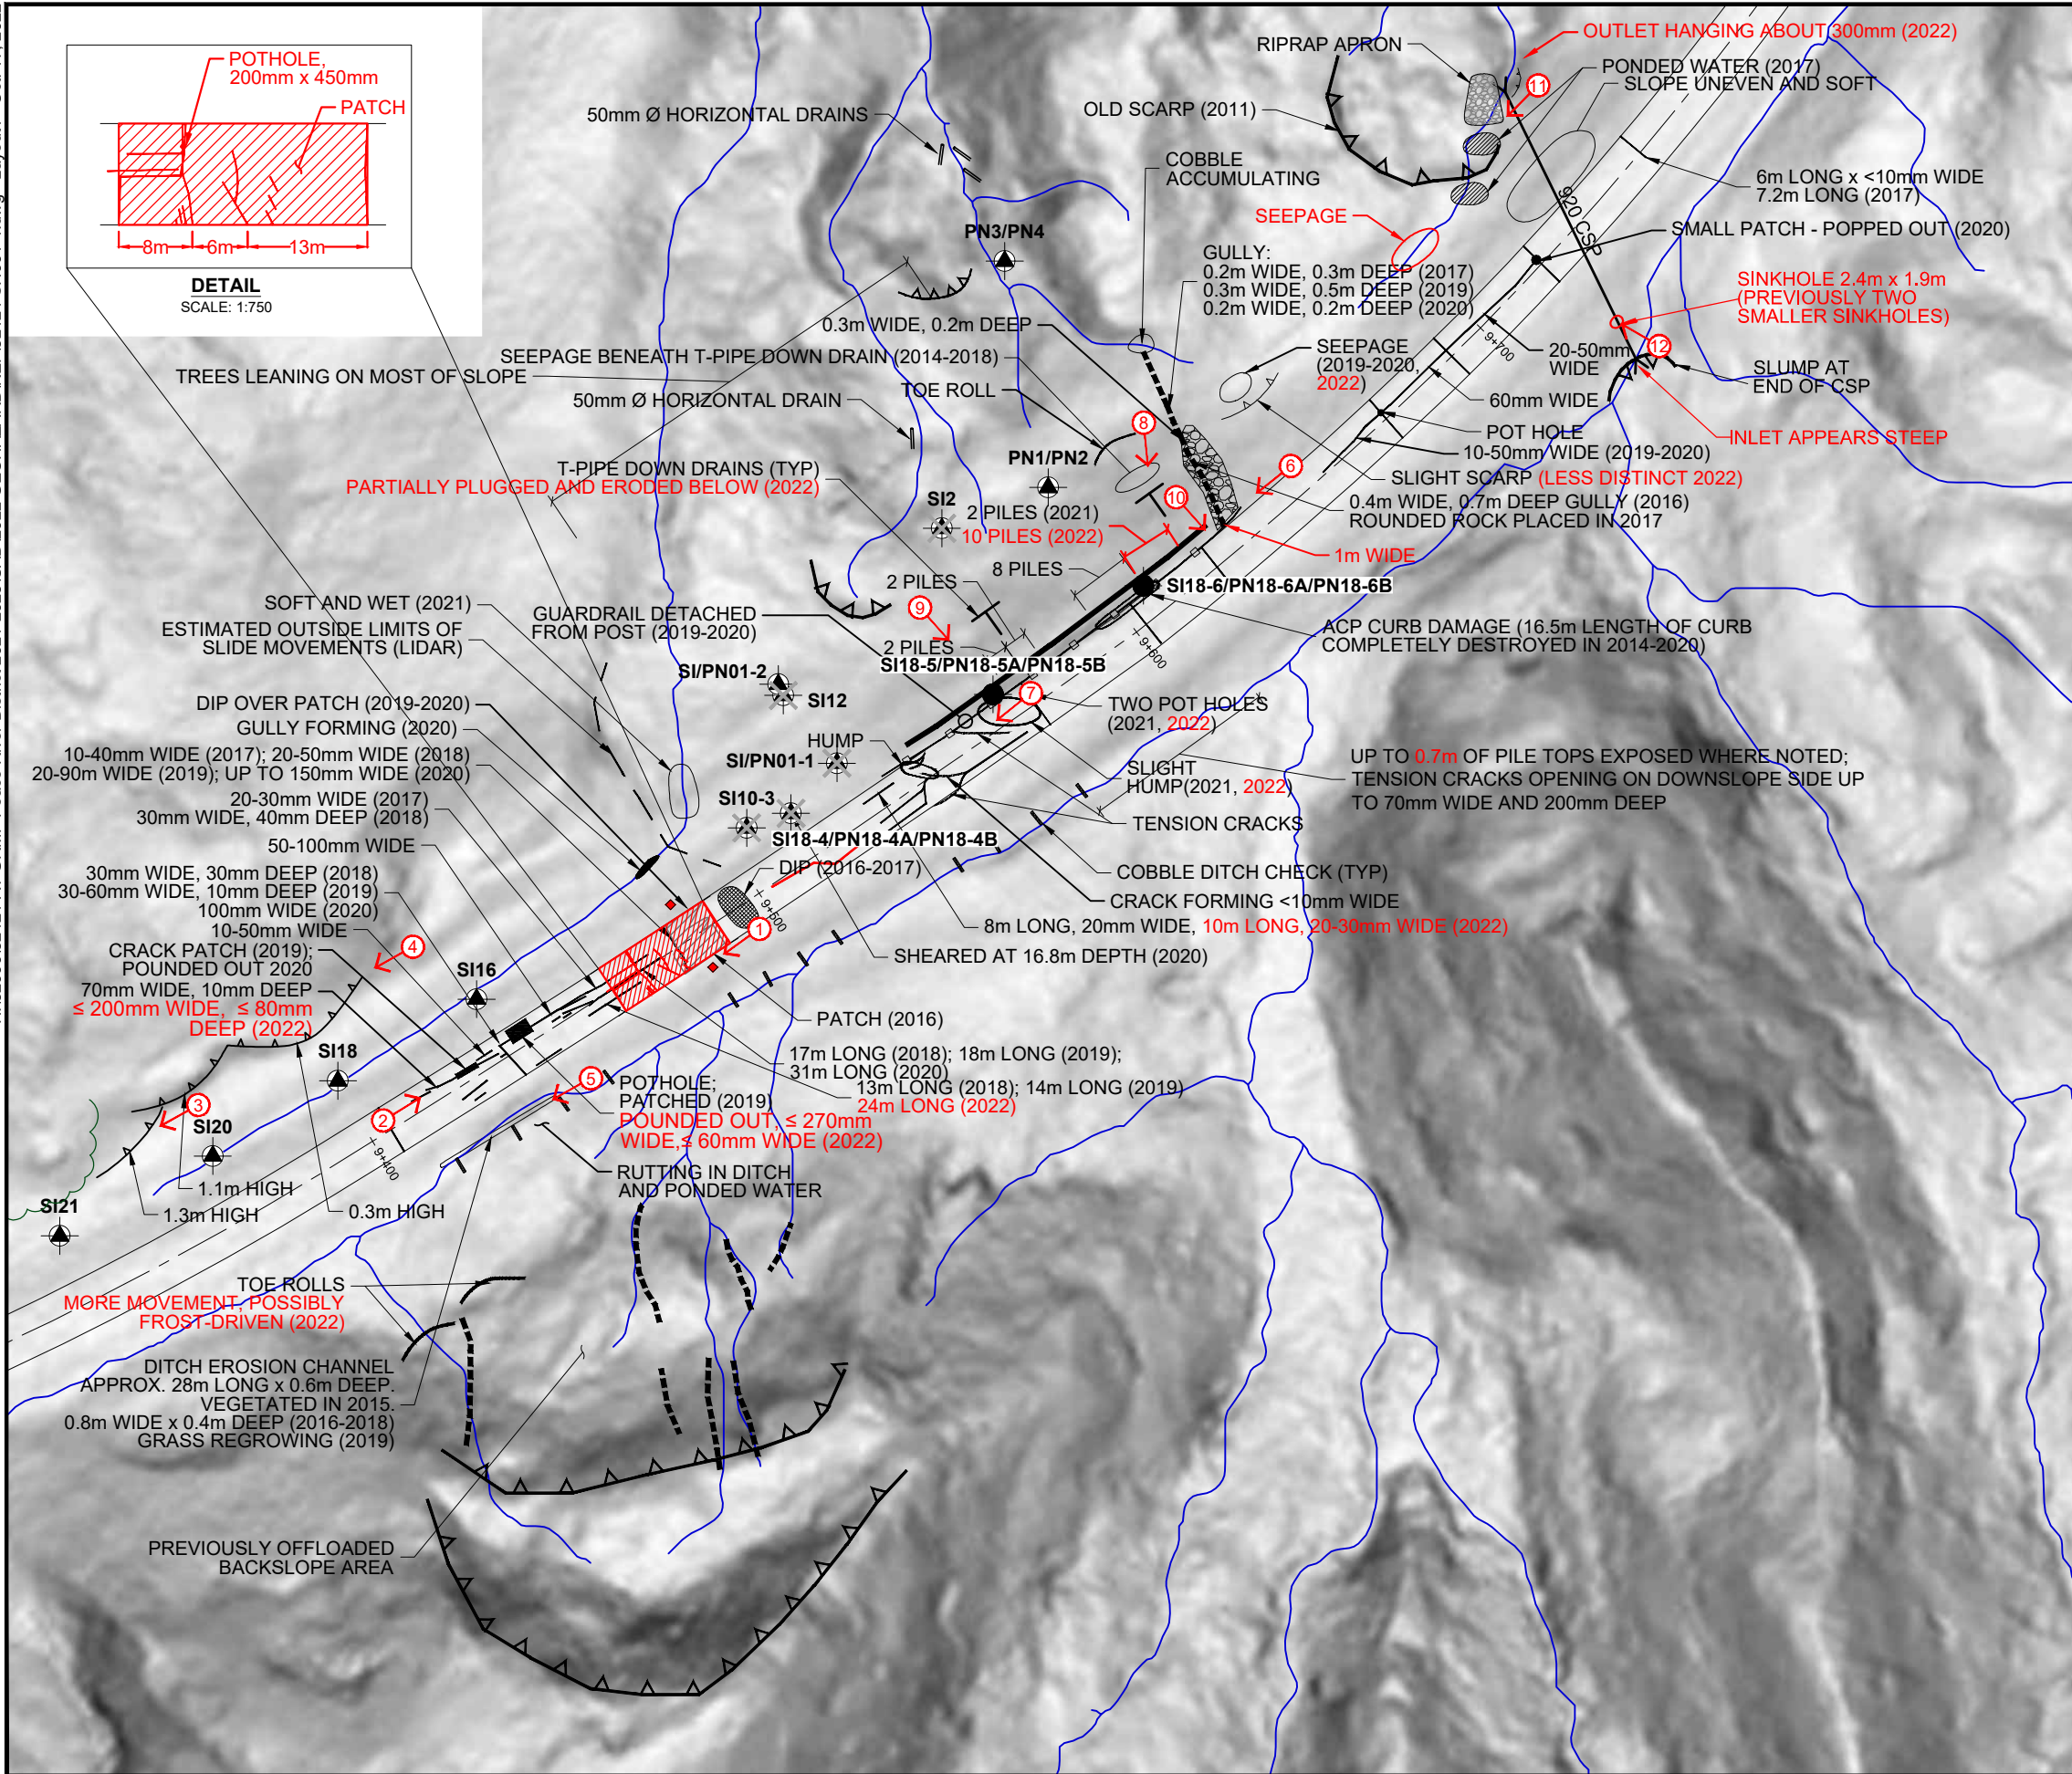 POTHOLE,
200mm x 450mm
PATCH
8m
6m
13m
DETAIL
SCALE: 1:750
OUTLET HANGING ABOUT 300mm (2022)
RIPRAP APRON
PONDED WATER (2017)
SLOPE UNEVEN AND SOFT
11
50mm Ø HORIZONTAL DRAINS
OLD SCARP (2011)
COBBLE
ACCUMULATING
6m LONG x <10mm WIDE
7.2m LONG (2017)
920 CSP
SEEPAGE
SMALL PATCH - POPPED OUT (2020)
PN3/PN4
GULLY:
0.2m WIDE, 0.3m DEEP (2017)
0.3m WIDE, 0.5m DEEP (2019)
0.2m WIDE, 0.2m DEEP (2020)
SINKHOLE 2.4m x 1.9m
(PREVIOUSLY TWO
SMALLER SINKHOLES)
0.3m WIDE, 0.2m DEEP
9+700
12
SEEPAGE BENEATH T-PIPE DOWN DRAIN (2014-2018)
SEEPAGE
(2019-2020,
2022)
20-50mm
WIDE
SLUMP AT
END OF CSP
TREES LEANING ON MOST OF SLOPE
TOE ROLL
50mm Ø HORIZONTAL DRAIN
60mm WIDE
8
POT HOLE
INLET APPEARS STEEP
10-50mm WIDE (2019-2020)
T-PIPE DOWN DRAINS (TYP)
PARTIALLY PLUGGED AND ERODED BELOW (2022)
PN1/PN2
6
SLIGHT SCARP (LESS DISTINCT 2022)
SI2
10
0.4m WIDE, 0.7m DEEP GULLY (2016)
ROUNDED ROCK PLACED IN 2017
2 PILES (2021)
10 PILES (2022)
1m WIDE
8 PILES
2 PILES
SI18-6/PN18-6A/PN18-6B
SOFT AND WET (2021)
9
GUARDRAIL DETACHED
FROM POST (2019-2020)
ESTIMATED OUTSIDE LIMITS OF
SLIDE MOVEMENTS (LIDAR)
ACP CURB DAMAGE (16.5m LENGTH OF CURB
COMPLETELY DESTROYED IN 2014-2020)
9+600
2 PILES
SI18-5/PN18-5A/PN18-5B
SI/PN01-2
SI12
7
TWO POT HOLES
(2021, 2022)
DIP OVER PATCH (2019-2020)
GULLY FORMING (2020)
HUMP
10-40mm WIDE (2017); 20-50mm WIDE (2018)
20-90m WIDE (2019); UP TO 150mm WIDE (2020)
SI/PN01-1
SLIGHT
HUMP(2021, 2022)
UP TO 0.7m OF PILE TOPS EXPOSED WHERE NOTED;
TENSION CRACKS OPENING ON DOWNSLOPE SIDE UP
TO 70mm WIDE AND 200mm DEEP
20-30mm WIDE (2017)
30mm WIDE, 40mm DEEP (2018)
SI10-3
TENSION CRACKS
SI18-4/PN18-4A/PN18-4B
50-100mm WIDE
DIP (2016-2017)
COBBLE DITCH CHECK (TYP)
30mm WIDE, 30mm DEEP (2018)
30-60mm WIDE, 10mm DEEP (2019)
100mm WIDE (2020)
CRACK FORMING <10mm WIDE
9+500
1
8m LONG, 20mm WIDE, 10m LONG, 20-30mm WIDE (2022)
10-50mm WIDE
CRACK PATCH (2019);
POUNDED OUT 2020
4
SHEARED AT 16.8m DEPTH (2020)
SI16
70mm WIDE, 10mm DEEP
≤ 200mm WIDE, ≤ 80mm
DEEP (2022)
PATCH (2016)
SI18
17m LONG (2018); 18m LONG (2019);
31m LONG (2020)
5
POTHOLE;
PATCHED (2019)
POUNDED OUT, ≤ 270mm
WIDE,≤ 60mm WIDE (2022)
13m LONG (2018); 14m LONG (2019)
24m LONG (2022)
3
2
SI20
9+400
RUTTING IN DITCH
AND PONDED WATER
1.1m HIGH
1.3m HIGH
0.3m HIGH
SI21
TOE ROLLS
MORE MOVEMENT, POSSIBLY
FROST-DRIVEN (2022)
DITCH EROSION CHANNEL
APPROX. 28m LONG x 0.6m DEEP.
VEGETATED IN 2015.
0.8m WIDE x 0.4m DEEP (2016-2018)
GRASS REGROWING (2019)
PREVIOUSLY OFFLOADED
BACKSLOPE AREA